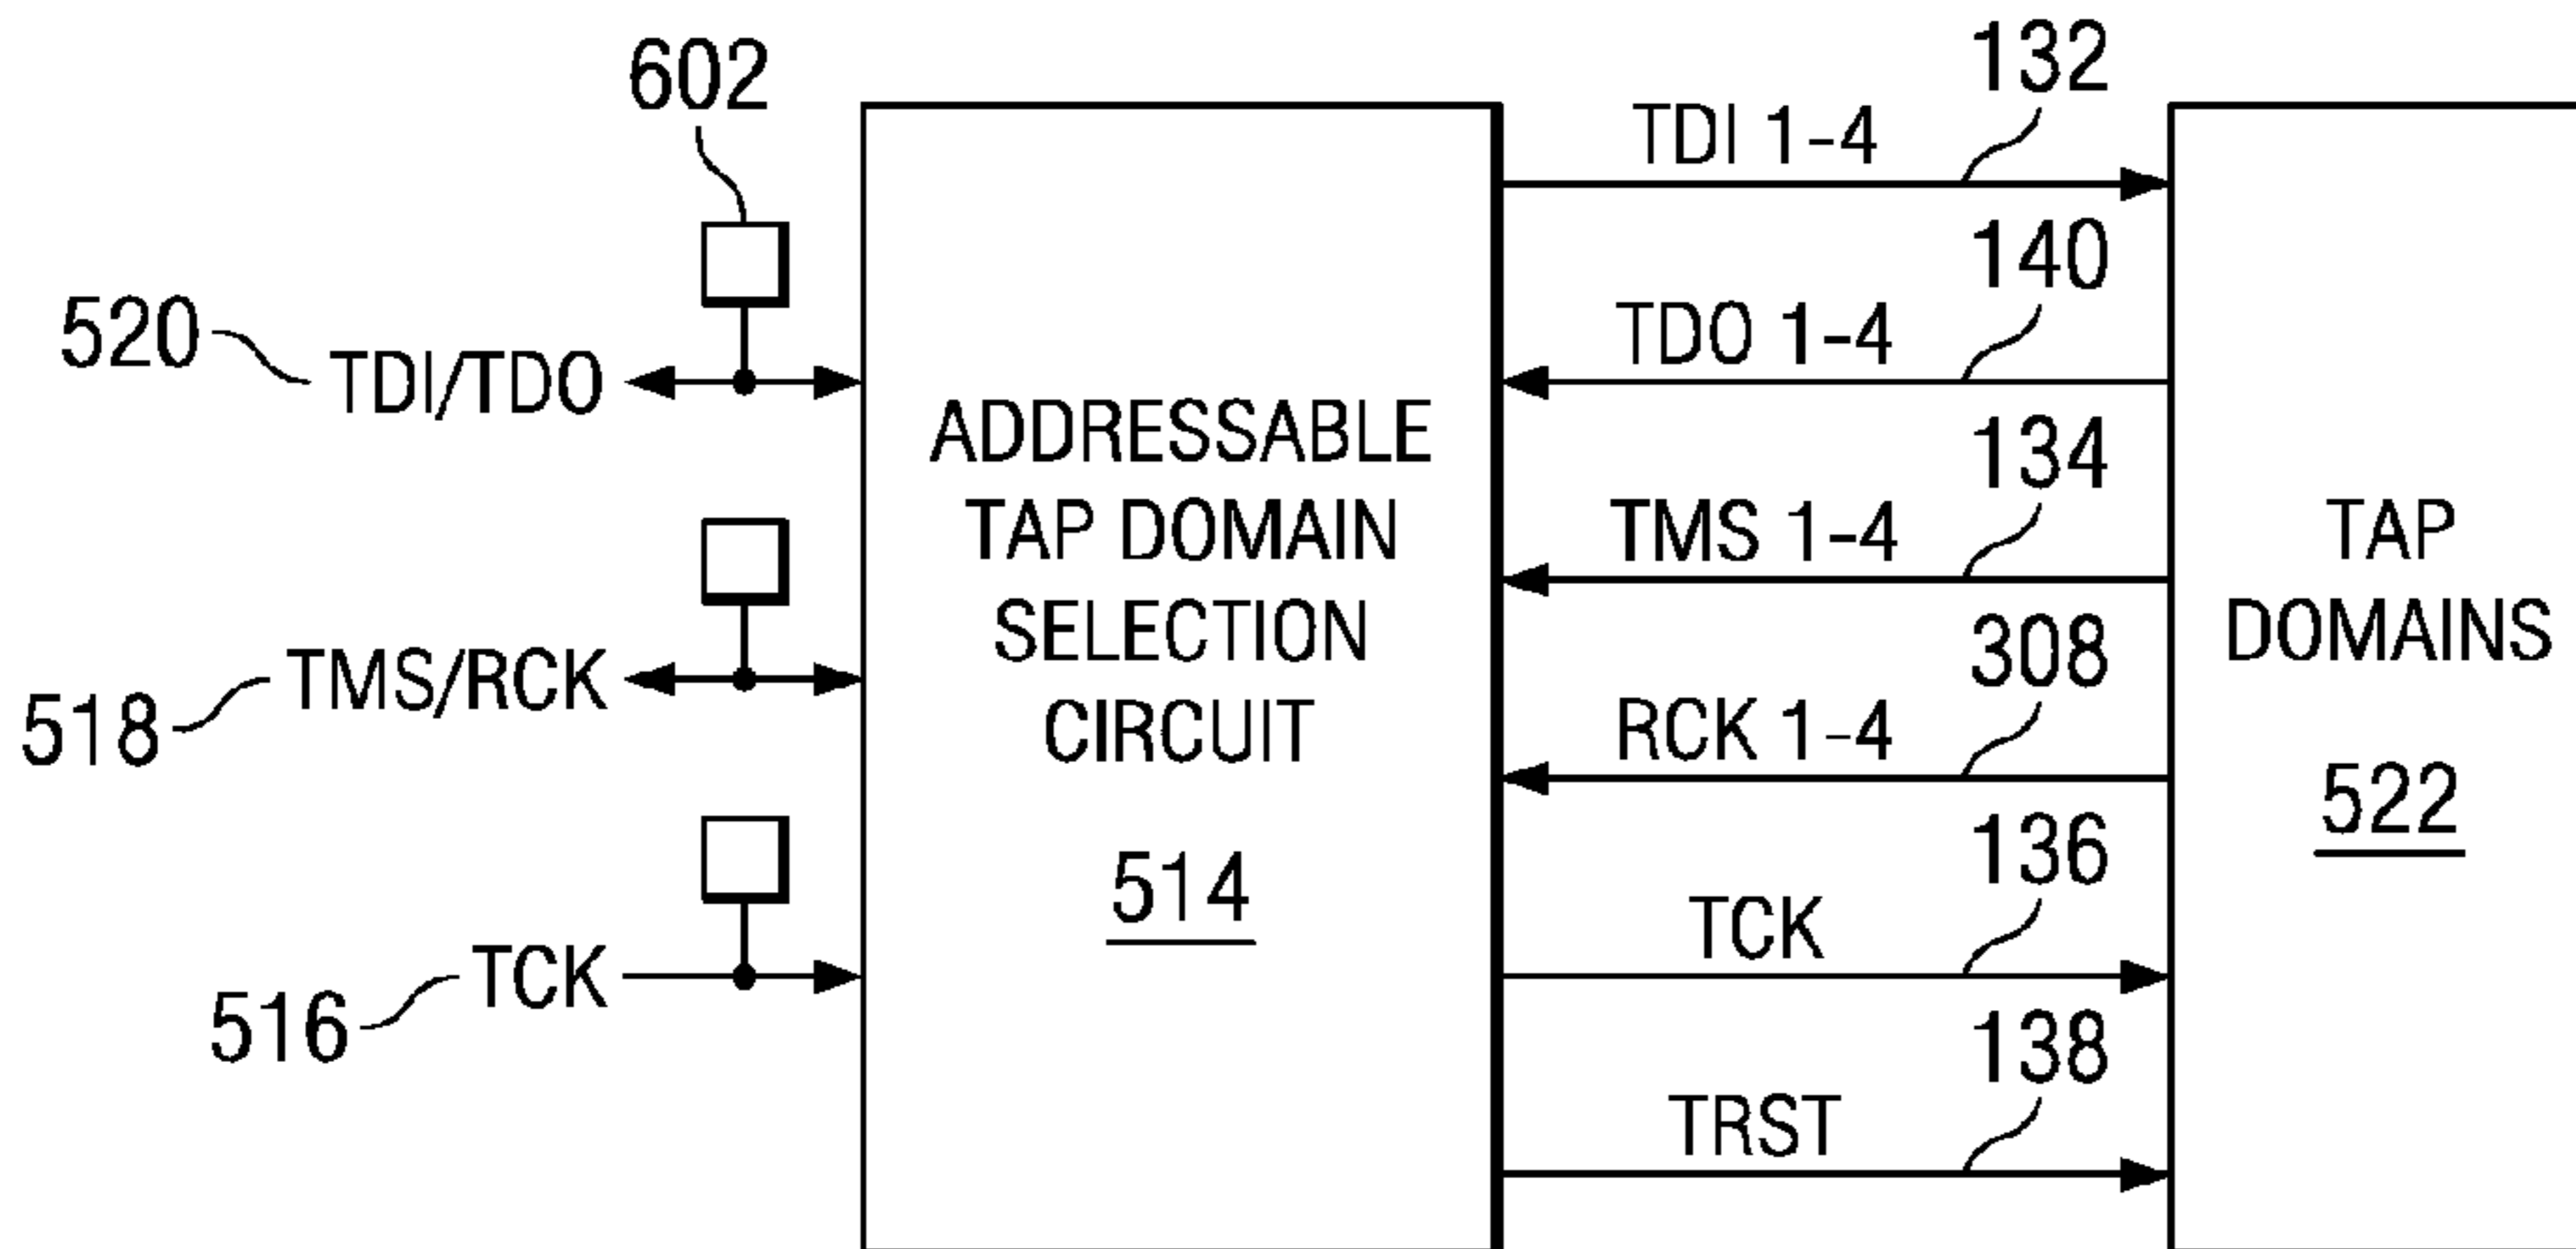 602
520
TDI/TDO
518
TMS/RCK
516
TCK
ADDRESSABLE
TAP DOMAIN
SELECTION
CIRCUIT
514
TDI 1-4
132
TDO 1-4
140
TMS 1-4
134
RCK 1-4
308
TCK
136
TRST
138
TAP
DOMAINS
522